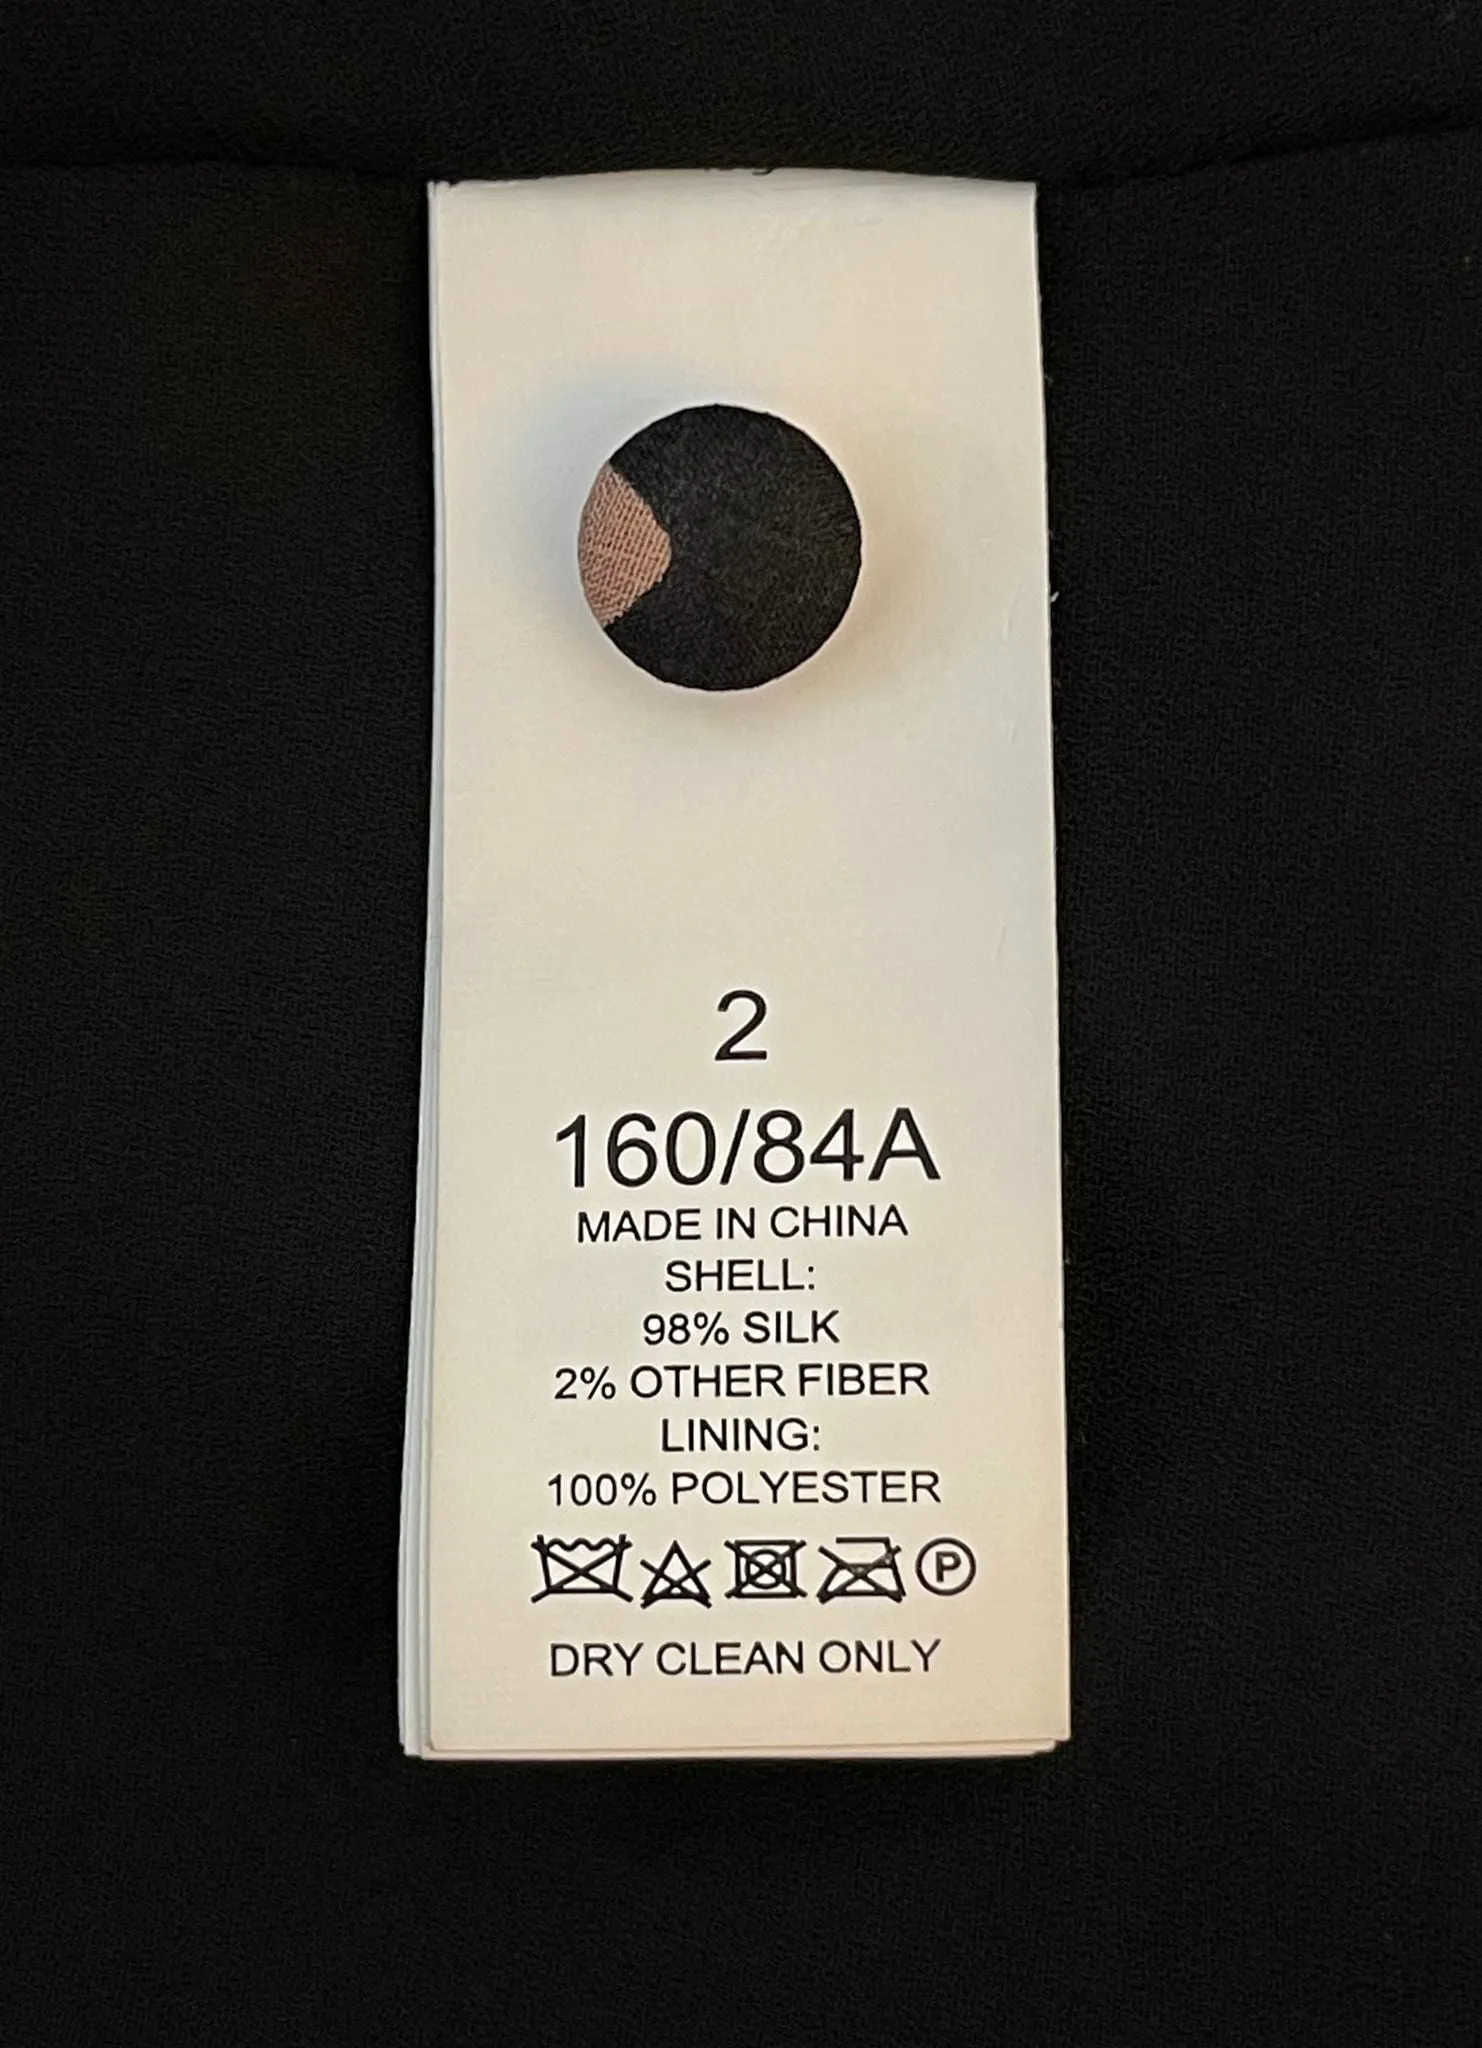 2
160/84A
MADE IN CHINA
SHELL:
98% SILK
2% OTHER FIBER
LINING:
100% POLYESTER
P
DRY CLEAN ONLY